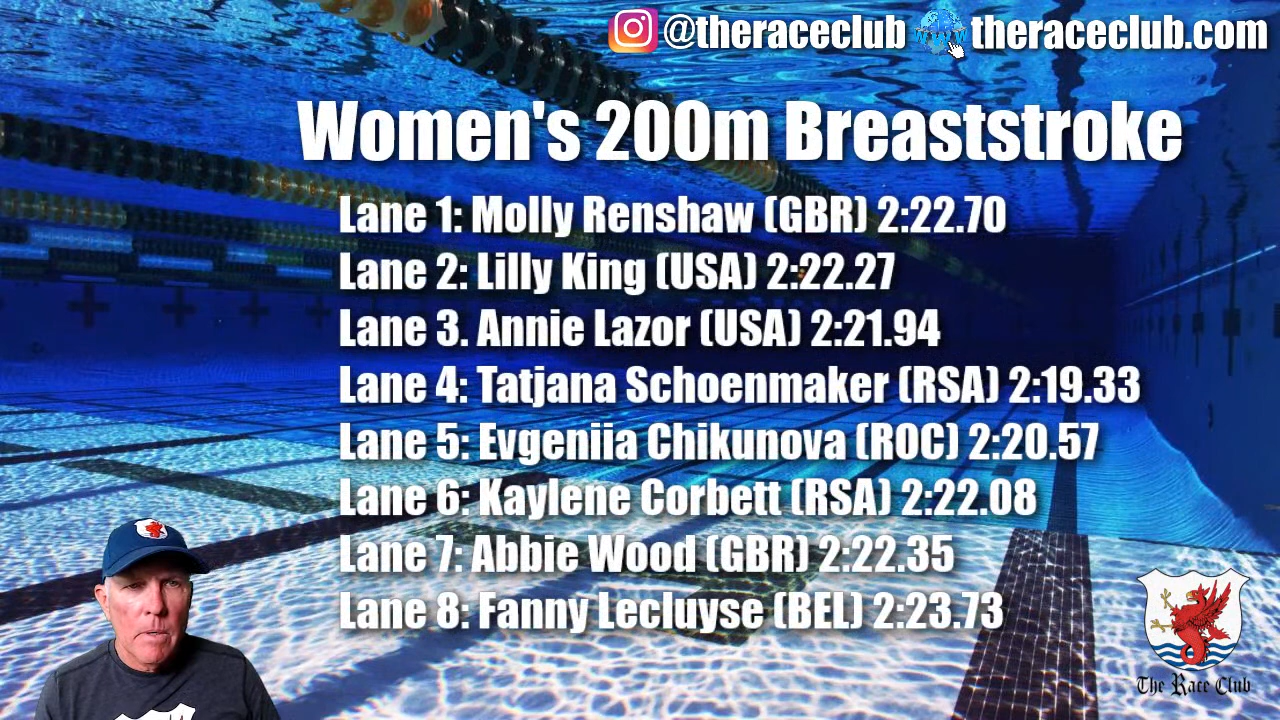 @theraceclub www theraceclub.com
Women's 200m Breaststroke
Lane 1: Molly Renshaw (GBR) 2:22.70
Lane 2: Lilly King (USA) 2:22.27
Lane 3. Annie Lazor (USA) 2:21.94
Lane 4: Tatjana Schoenmaker (RSA) 2:19.33
Lane 5: Evgeniia Chikunova (ROC) 2:20.57
Lane 6: Kaylene Corbett (RSA) 2:22.08
Lane 7: Abbie Wood (GBR) 2:22.35
Lane 8: Fanny Lecluyse (BEL) 2:23.73
The Race Club